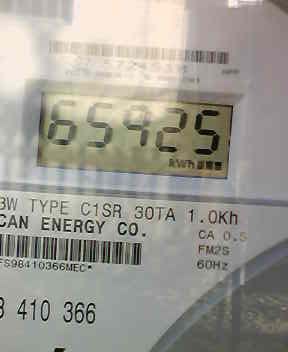 65925
kWh
3W TYPE C1SR 30TA 1.0Kh
CAN ENERGY CO.
CA 0.5
FM2S
FS98410366MEC*
60Hz
3 410 366